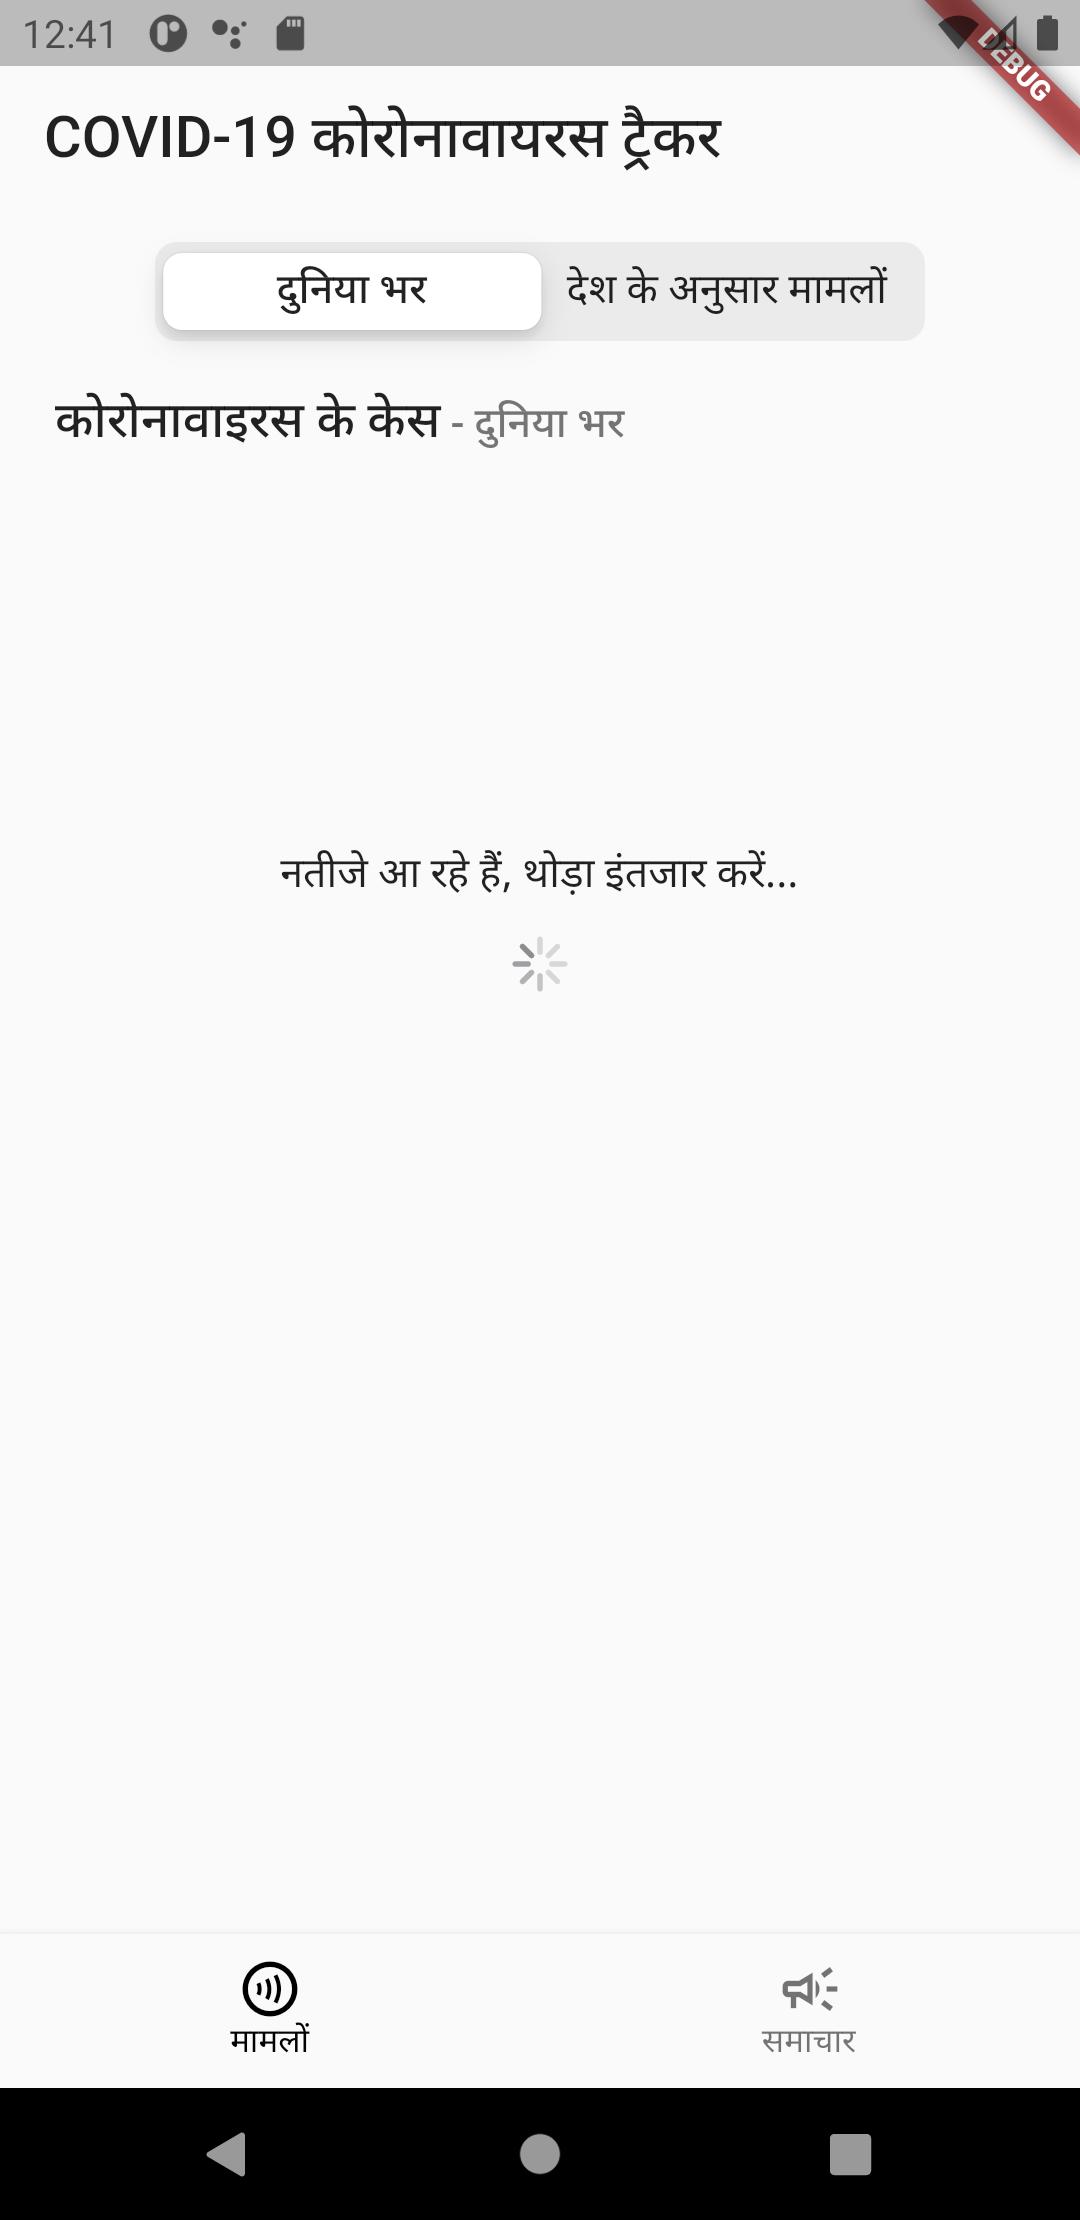 12:41
DEBUG
COVID-19 कोरोनावायरस ट्रैकर
दुनिया भर
देश के अनुसार मामलों
कोरोनावाइरस के केस - दुनिया भर
नतीजे आ रहे हैं, थोड़ा इंतजार करें...
मामलों
समाचार